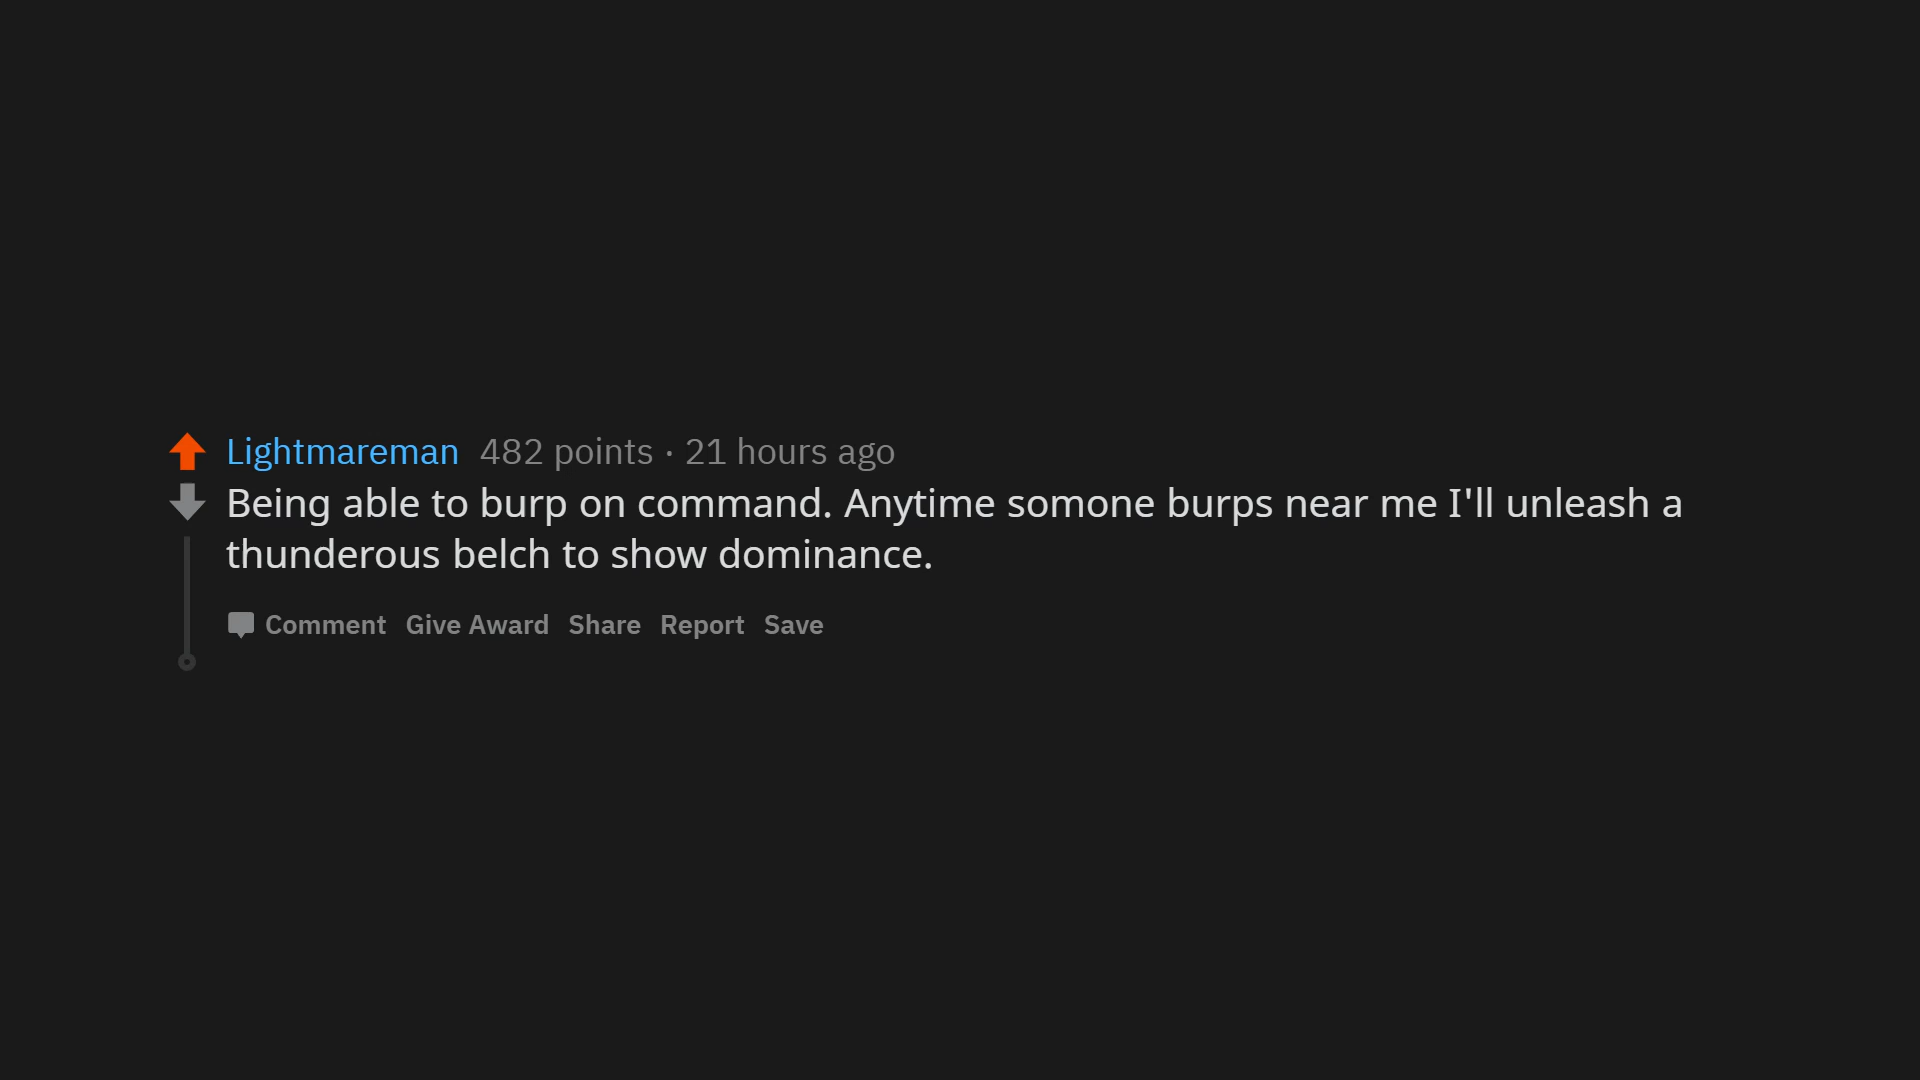 Lightmareman 482 points · 21 hours ago
Being able to burp on command. Anytime somone burps near me I'll unleash a
thunderous belch to show dominance.
Comment Give Award Share Report Save